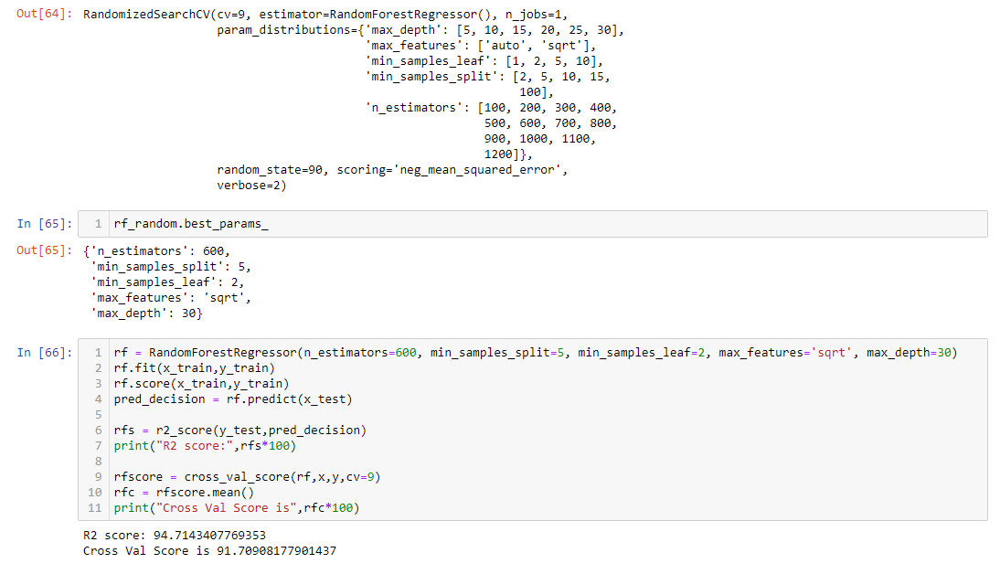 Out[64]: RandomizedSearchCV(cv=9, estimator=RandomForestRegressor(), n_jobs=1,
param_distributions={'max_depth': [5, 10, 15, 20, 25, 30],
'max_features': ['auto', 'sqrt'],
'min_samples_leaf': [1, 2, 5, 10],
'min_samples_split': [2, 5, 10, 15,
100],
'n_estimators': [100, 200, 300, 400,
500, 600, 700, 800,
900, 1000, 1100,
1200]},
random_state=90, scoring='neg_mean_squared_error',
verbose=2)
In [65]: 1 rf_random.best_params_
Out[65]: {'n_estimators': 600,
'min_samples_split': 5,
'min_samples_leaf': 2,
'max_features': 'sqrt',
'max_depth': 30}
In [66]: 1 rf = RandomForestRegressor(n_estimators=600, min_samples_split=5, min_samples_leaf=2, max_features='sqrt', max_depth=30)
2 rf.fit(x_train,y_train)
3 rf.score(x_train,y_train)
4 pred_decision = rf.predict(x_test)
5
6 rfs = r2_score(y_test,pred_decision)
7 print("R2 score:",rfs*100)
8
9 rfscore = cross_val_score(rf,x,y,cv=9)
10 rfc = rfscore.mean()
11 print("Cross Val Score is",rfc*100)
R2 score: 94.7143407769353
Cross Val Score is 91.70908177901437